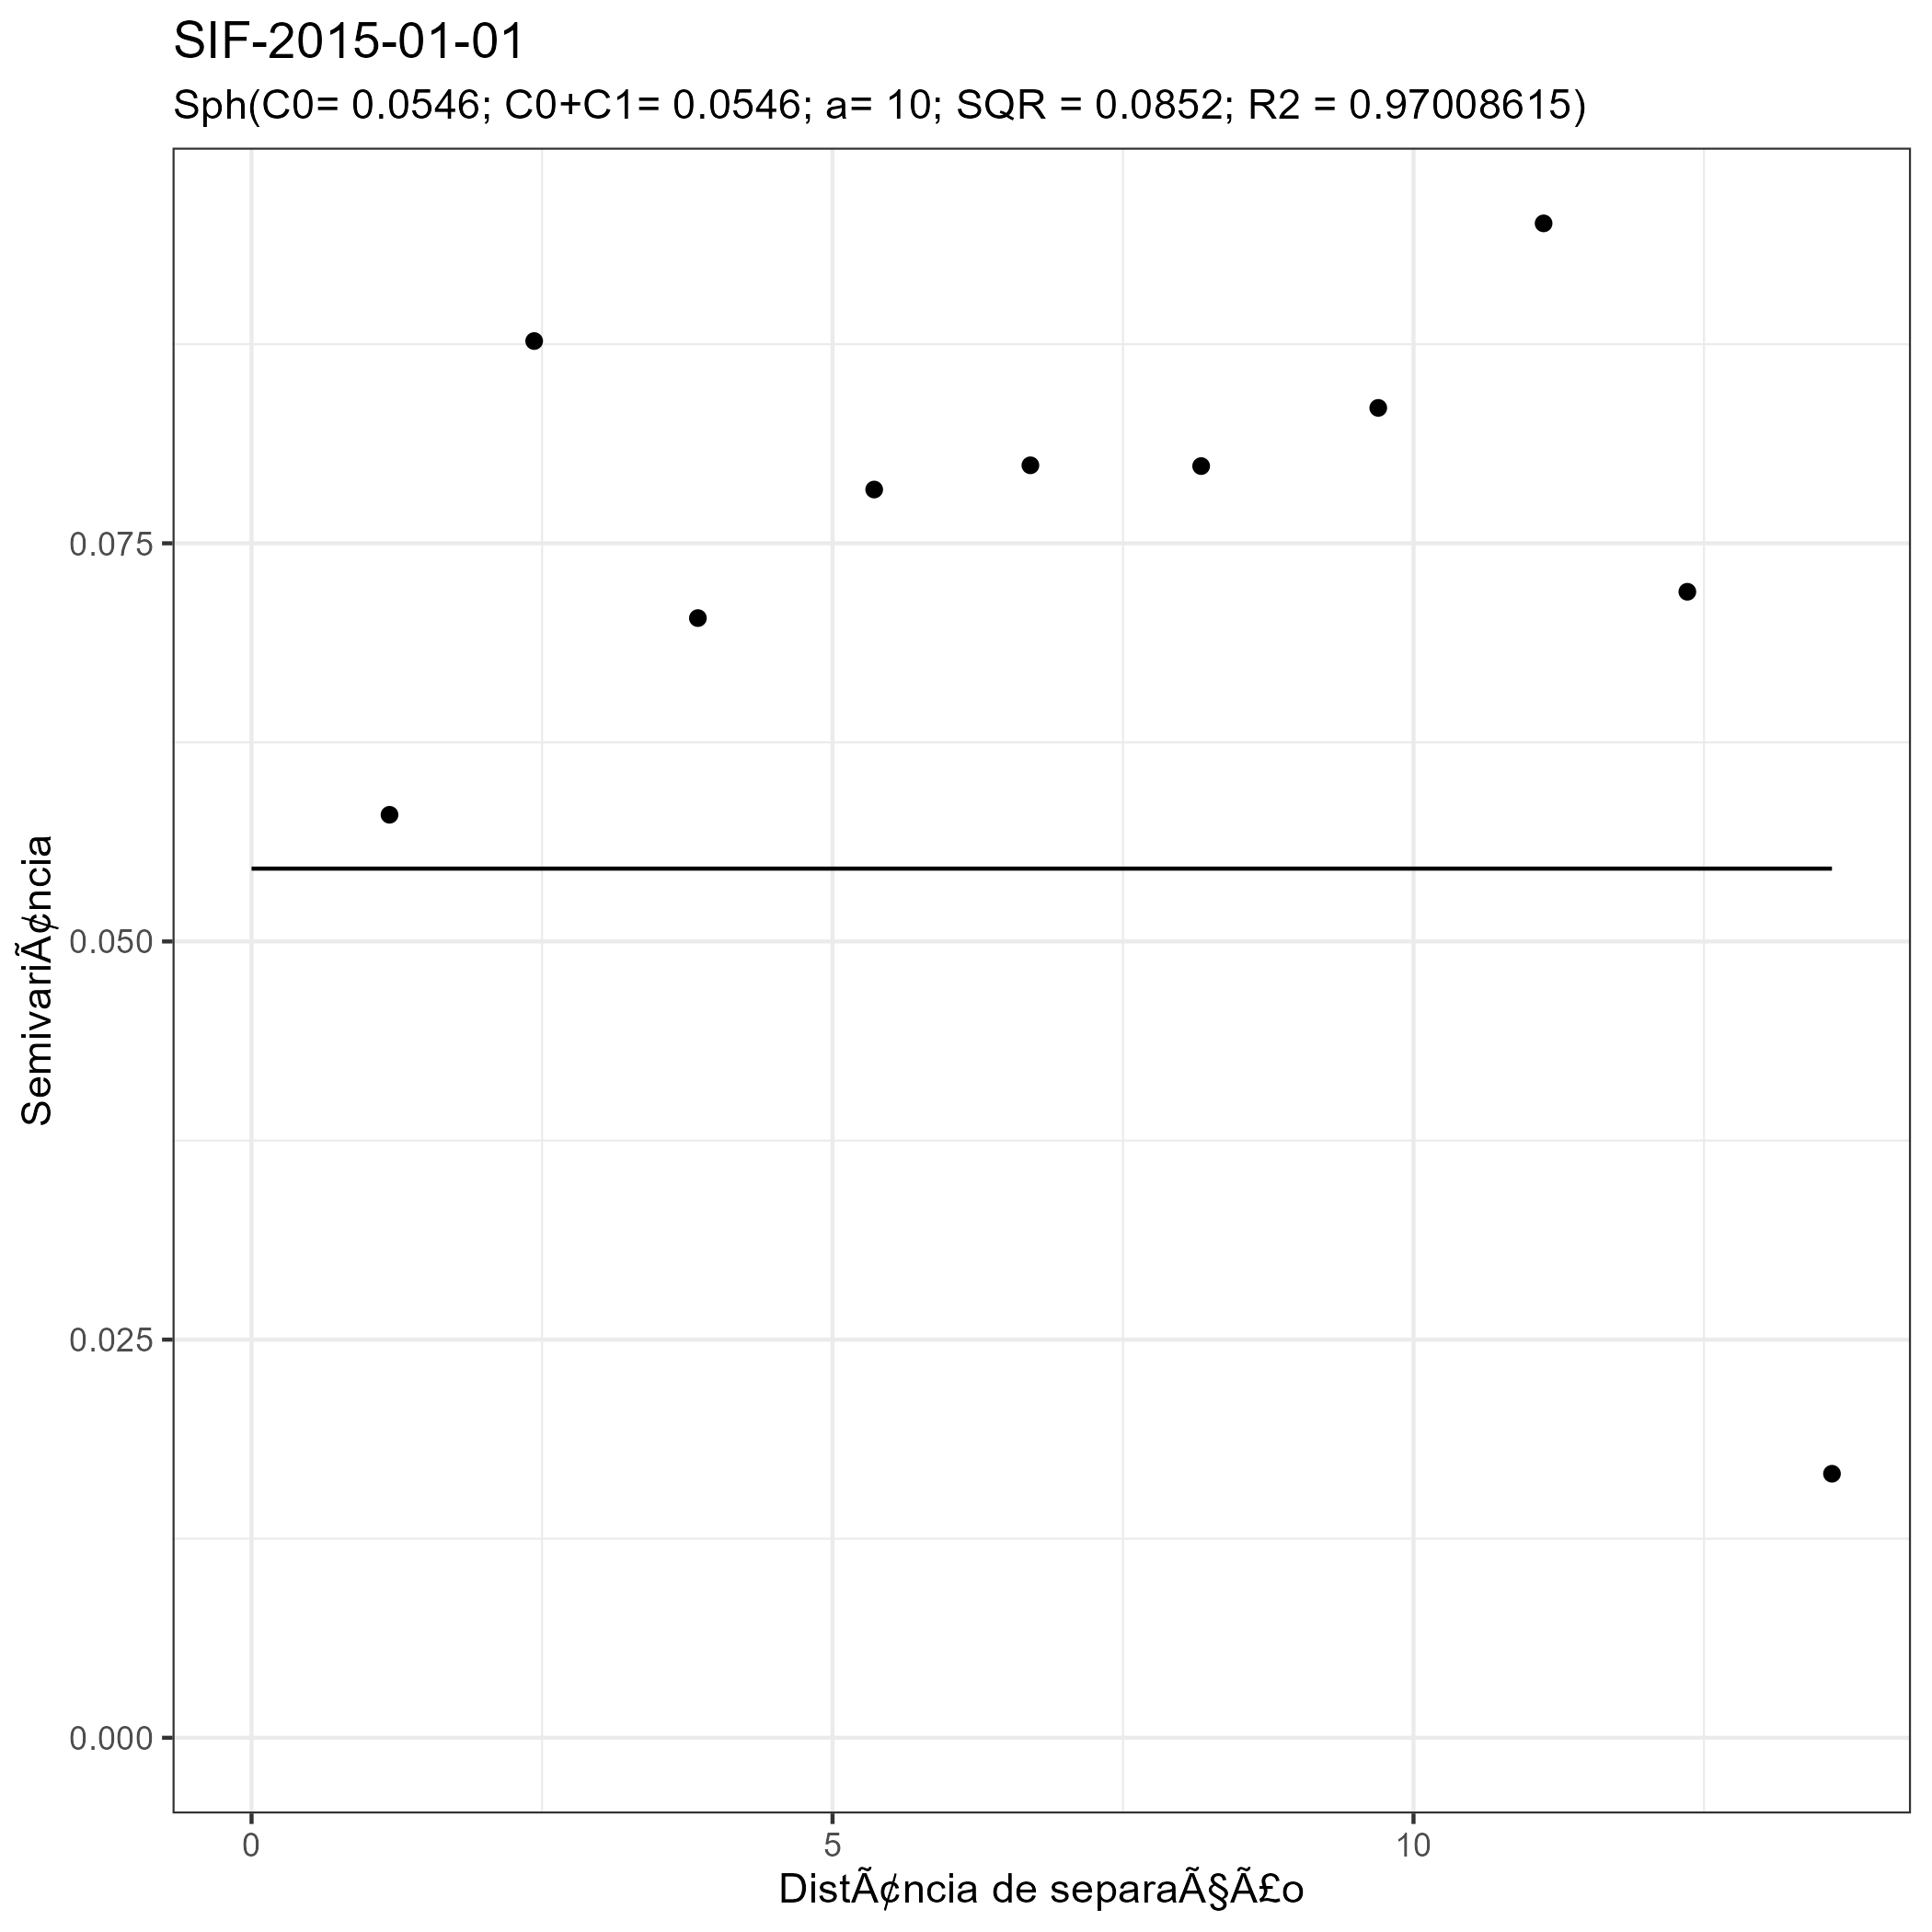 SIF-2015-01-01
Sph(C0= 0.0546; C0+C1= 0.0546; a= 10; SQR = 0.0852; R2 = 0.97008615)
SemivariÃ¢ncia
0.075
0.050
0.025
0.000
0 5 10
DistÃ¢ncia de separaÃ§Ã£o